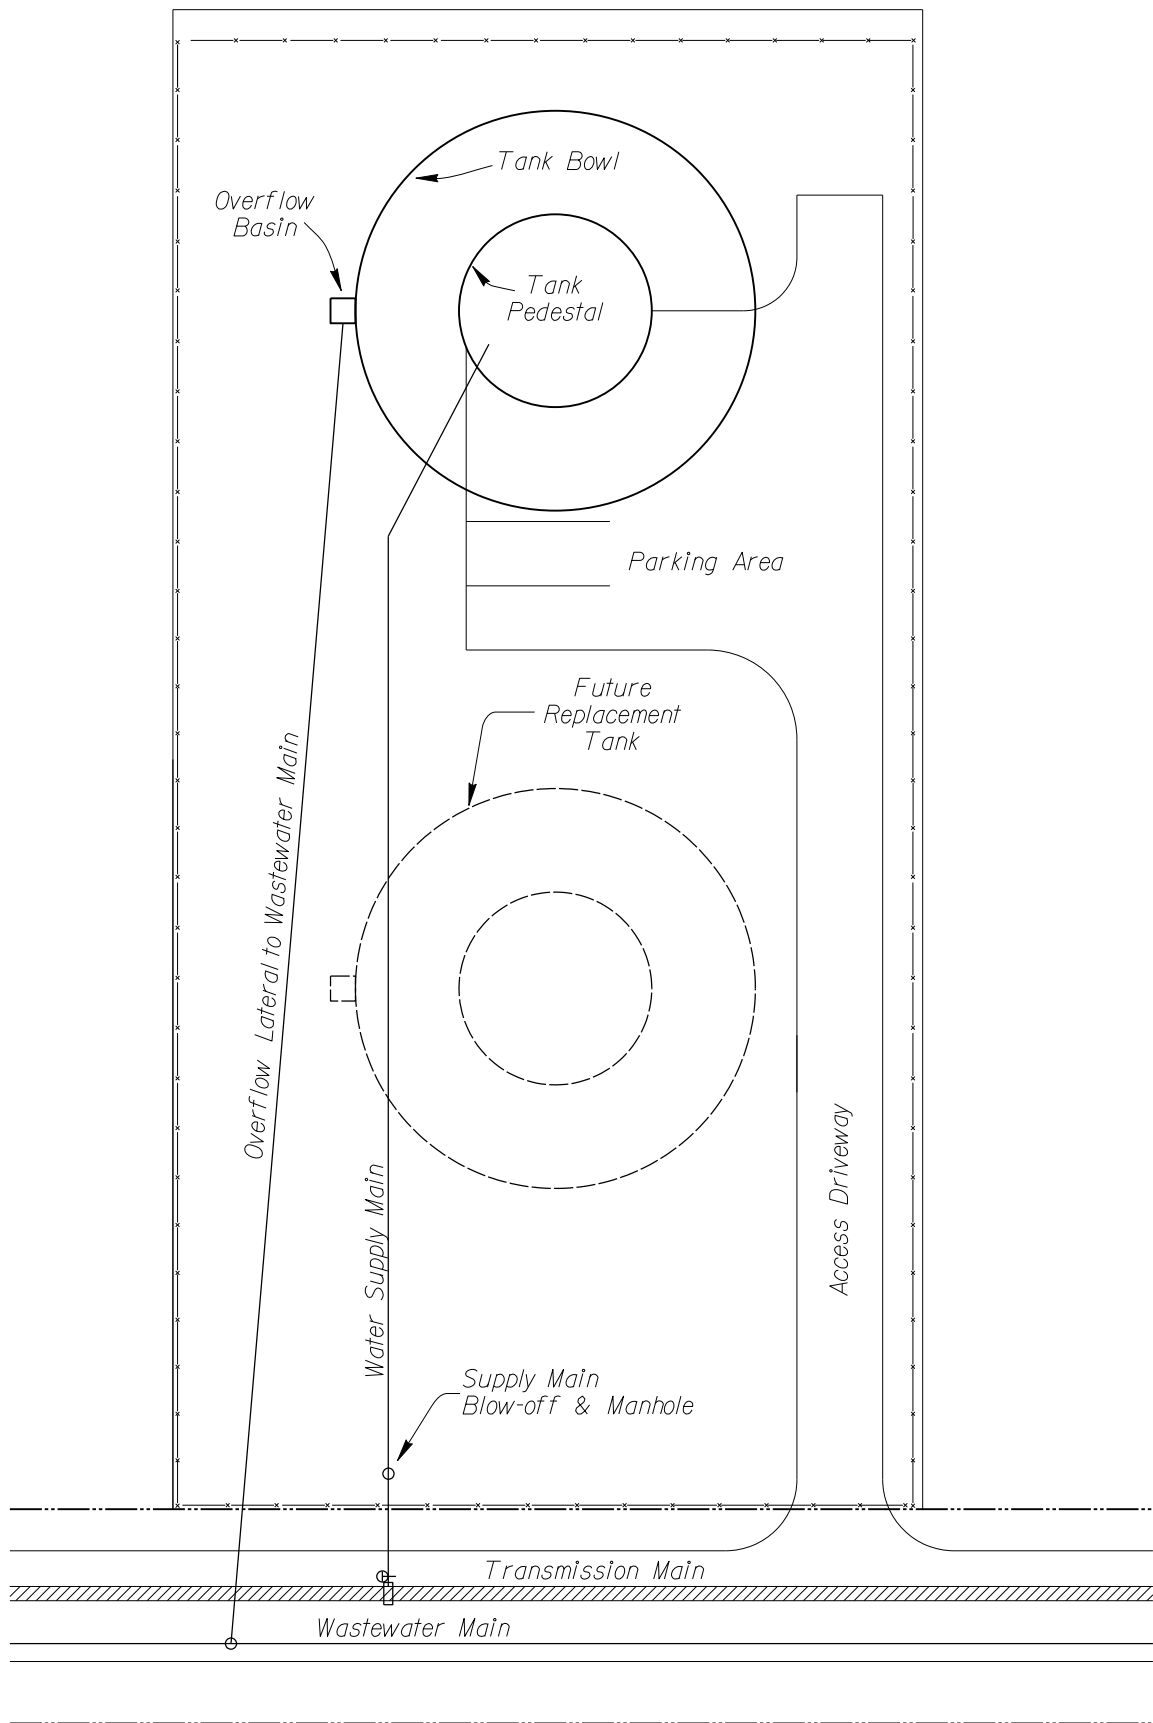 Tank Bowl
Overflow
Basin
Tank
Pedestal
Parking Area
Future
Replacement
Tank
Overflow Lateral to Wastewater Main
Water Supply Main
Access Driveway
Supply Main
Blow-off & Manhole
Transmission Main
Wastewater Main